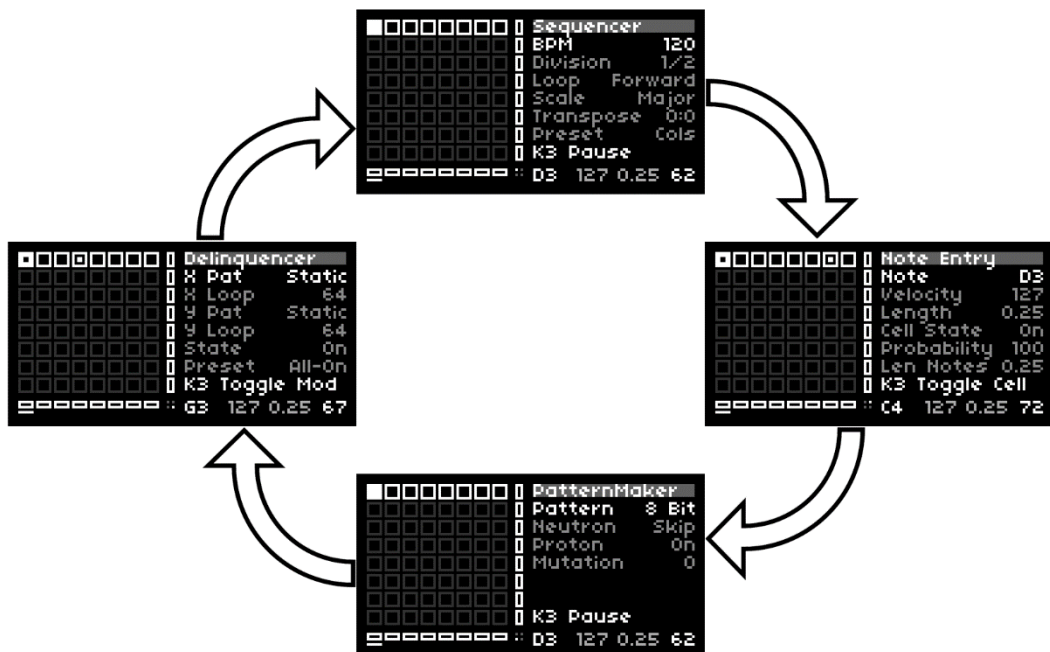 Sequencer
BPM 120
Division 1/2
Loop Forward
Scale Major
Transpose 0:0
Preset Cols
K3 Pause
D3 127 0.25 62
Delinquencer
X Pat Static
X Loop 64
Y Pat Static
Y Loop 64
State On
Preset All-On
K3 Toggle Mod
G3 127 0.25 67
Note Entry
Note D3
Velocity 127
Length 0.25
Cell State On
Probability 100
Len Notes 0.25
K3 Toggle Cell
C4 127 0.25 72
PatternMaker
Pattern 8 Bit
Neutron Skip
Proton On
Mutation 0
K3 Pause
D3 127 0.25 62